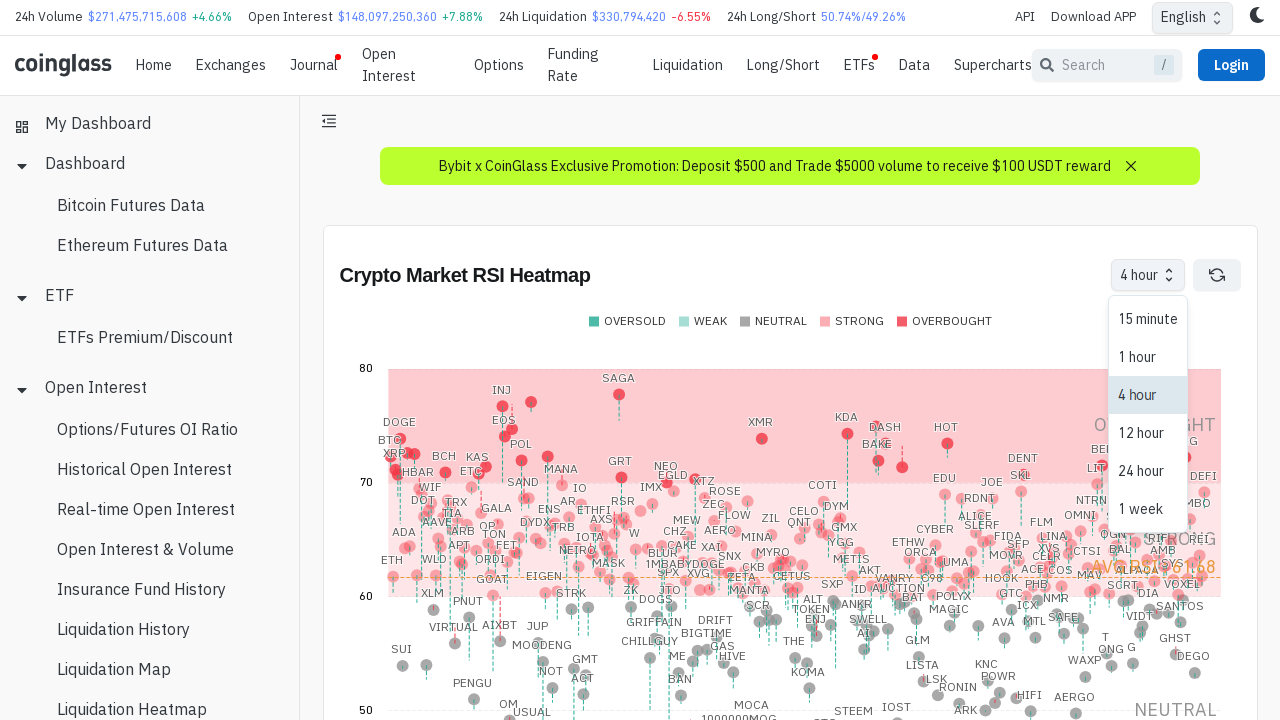 24h Volume $271,475,715,608 +4.66% Open Interest $148,097,250,360 +7.88% 24h Liquidation $330,794,420 -6.55% 24h Long/Short 50.74%/49.26% API Download APP English
coinglass Home Exchanges Journal Open Interest Options Funding Rate Liquidation Long/Short ETFs Data Supercharts Search / Login
My Dashboard
Dashboard
Bitcoin Futures Data
Ethereum Futures Data
ETF
ETFs Premium/Discount
Open Interest
Options/Futures OI Ratio
Historical Open Interest
Real-time Open Interest
Open Interest & Volume
Insurance Fund History
Liquidation History
Liquidation Map
Liquidation Heatmap
Bybit x CoinGlass Exclusive Promotion: Deposit $500 and Trade $5000 volume to receive $100 USDT reward
Crypto Market RSI Heatmap
4 hour
15 minute
1 hour
4 hour
12 hour
24 hour
1 week
OVERSOLD WEAK NEUTRAL STRONG OVERBOUGHT
80
SAGA
INJ
DOGE EOS XMR KDA DASH HOT
BTC POL BAKE
XRP BCH KAS GRT NEO DENT
HBAR ETC MANA EGLD SKL
70
WIF SAND IMX XTZ ROSE COTI EDU JOE DEFI
DOT TRX GALA AR ETHFI RSR ZEC DYM RDNT NTRN
TIA ENS IO FLOW CELO ALICE OMNI
AAVE DYDX AXS MEW ZIL QNT GMX SLERF FLM
ADA ARB OP TON IOTA W CHZ AERO MINA YGG CYBER ETHW FIDA LINA
APT FET NEIRO CAKE XAI SFP XVS CTSI BAL
ETH WLD ORDI MASK BLUR SNX MYRO METIS ORCA MOVR CELR AMB
1MBABYDOGE CKB AKT UMA ACE COS ALPACA SYS
GOAT EIGEN SPX XVG ZETA CETUS SXP VANRY C98 HOOK PHB MAV VOXEL
60
XLM STRK ZK JTO MANTA ID AUCTION POLYX GTC SQRT DIA
PNUT DOGS SCR ALT ANKR BAT MAGIC ICX NMR SANTOS
VIRTUAL AIXBT JUP GRIFFAIN DRIFT TOKEN ENJ SWELL AVA MTL SAFE VIDT
SUI MOODENG CHILLGUY BIGTIME THE AI GLM T GHST
GMT ME GAS HIVE LISTA KNC WAXP ONG G DEGO
PENGU NOT ACT BAN KOMA LSK RONIN POWR
OM MOCA IOST HIFI AERGO
USUAL STEEM ARK
50
1000000MOG
STRONG
NEUTRAL